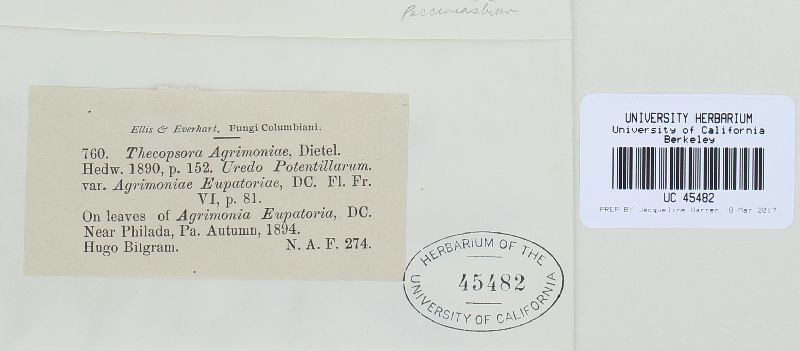 Pucciniastrum
Ellis & Everhart, Fungi Columbiani.
760. Thecopsora Agrimoniae, Dietel.
Hedw. 1890, p. 152. Uredo Potentillarum.
var. Agrimoniae Eupatoriae, DC. Fl. Fr.
VI, p. 81.
On leaves of Agrimonia Eupatoria, DC.
Near Philada, Pa. Autumn, 1894.
Hugo Bilgram. N. A. F. 274.
HERBARIUM OF THE
45482
UNIVERSITY OF CALIFORNIA
UNIVERSITY HERBARIUM
University of California
Berkeley
UC 45482
PREP BY Jacqueline Warren; 8 Mar 2017